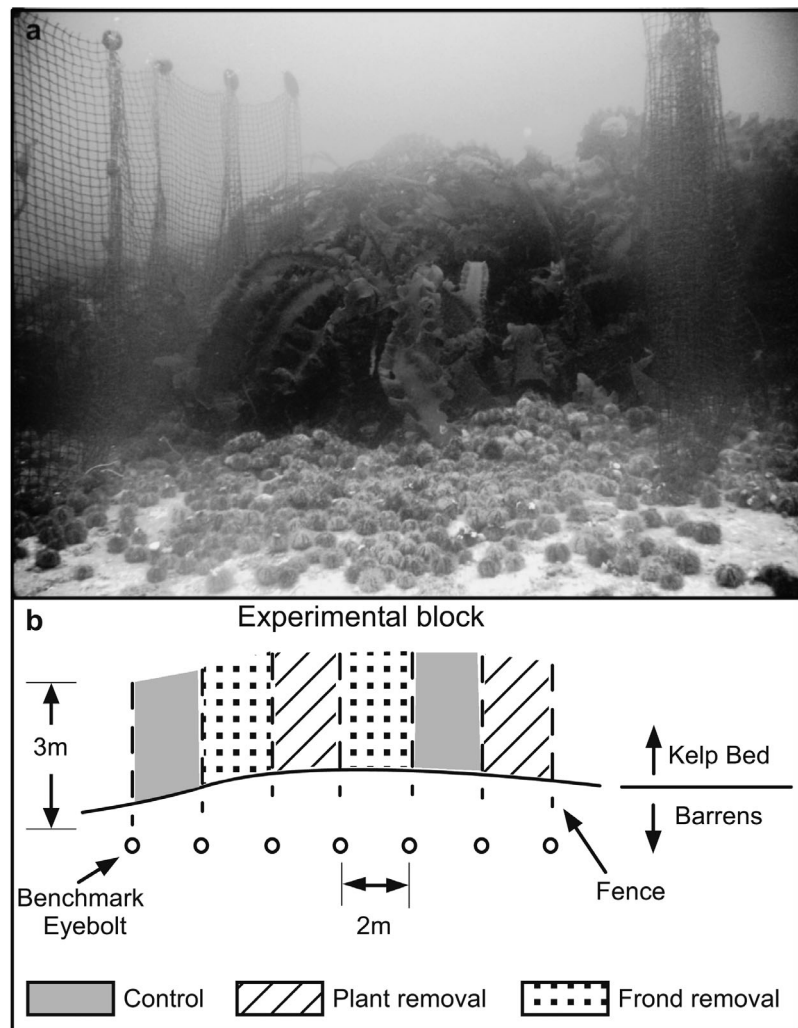 a
b
Experimental block
3m
Kelp Bed
Barrens
Benchmark
Eyebolt
2m
Fence
Control
Plant removal
Frond removal